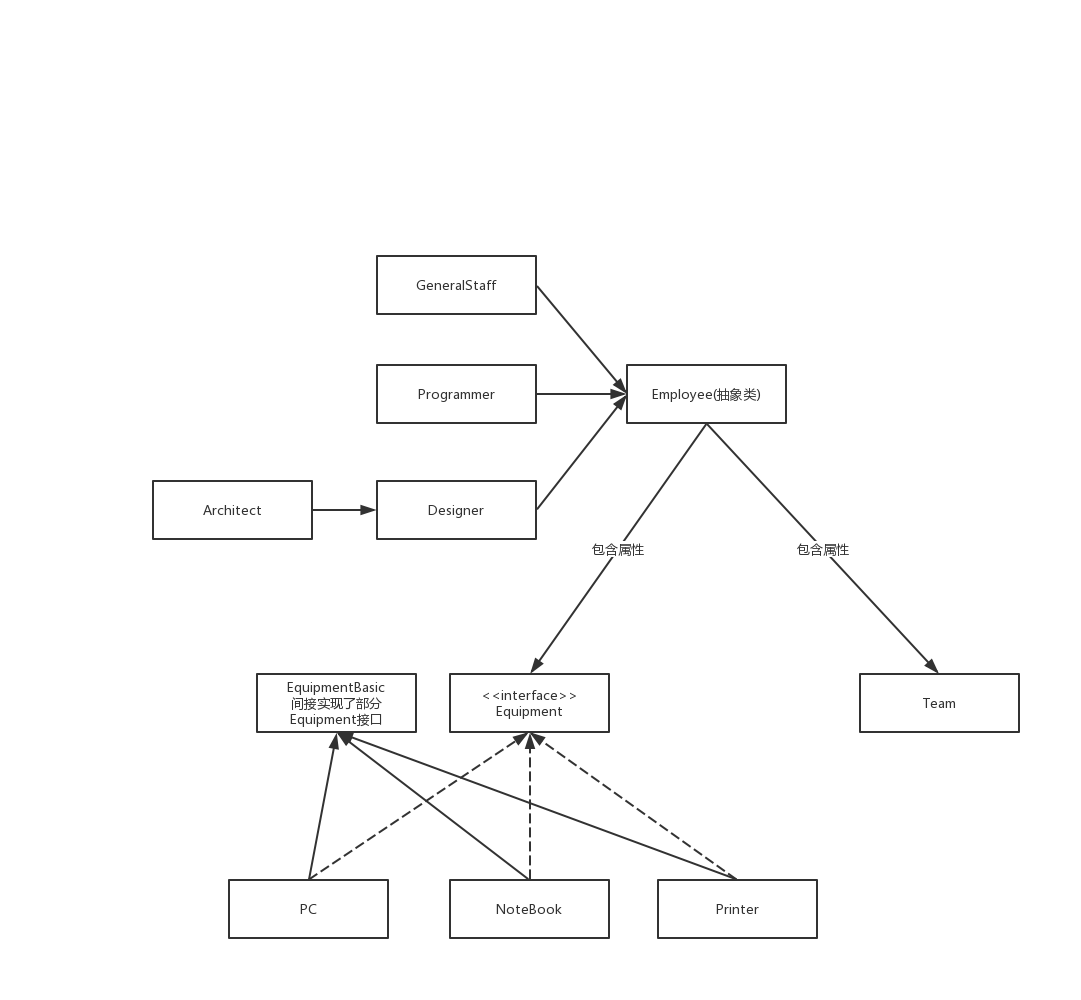 GeneralStaff
Programmer
Employee(抽象类)
Architect
Designer
包含属性
包含属性
EquipmentBasic
间接实现了部分
Equipment接口
<<interface>>
Equipment
Team
PC
NoteBook
Printer